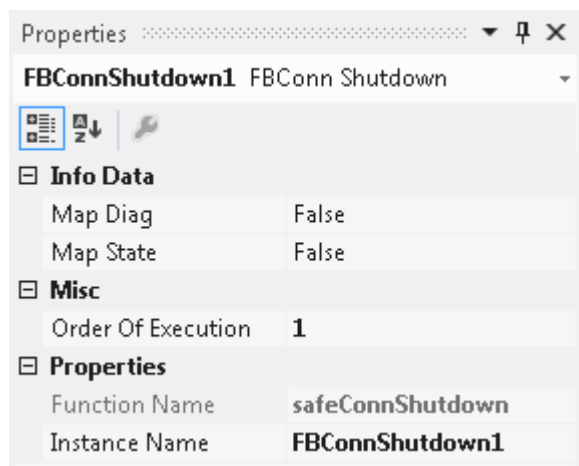 Properties
FBConnShutdown1 FBConn Shutdown
Info Data
Map Diag False
Map State False
Misc
Order Of Execution 1
Properties
Function Name safeConnShutdown
Instance Name FBConnShutdown1